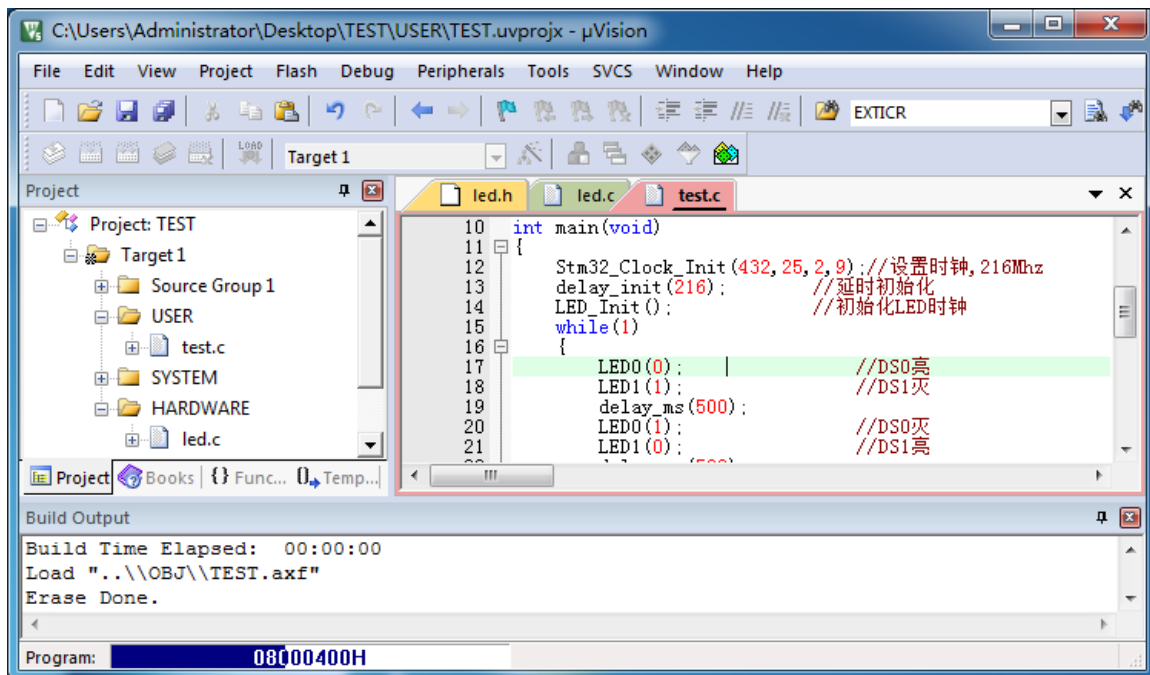 C:\Users\Administrator\Desktop\TEST\USER\TEST.uvprojx - µVision
File Edit View Project Flash Debug Peripherals Tools SVCS Window Help
EXTICR
LOAD Target 1
Project
Project: TEST
Target 1
Source Group 1
USER
test.c
SYSTEM
HARDWARE
led.c
Project Books {} Func... Temp...
led.h led.c test.c
10 int main(void)
11 {
12 Stm32_Clock_Init(432,25,2,9);//设置时钟,216Mhz
13 delay_init(216); //延时初始化
14 LED_Init(); //初始化LED时钟
15 while(1)
16 {
17 LED0(0); //DS0亮
18 LED1(1); //DS1灭
19 delay_ms(500);
20 LED0(1); //DS0灭
21 LED1(0); //DS1亮
Build Output
Build Time Elapsed: 00:00:00
Load "..\\OBJ\\TEST.axf"
Erase Done.
Program: 08000400H